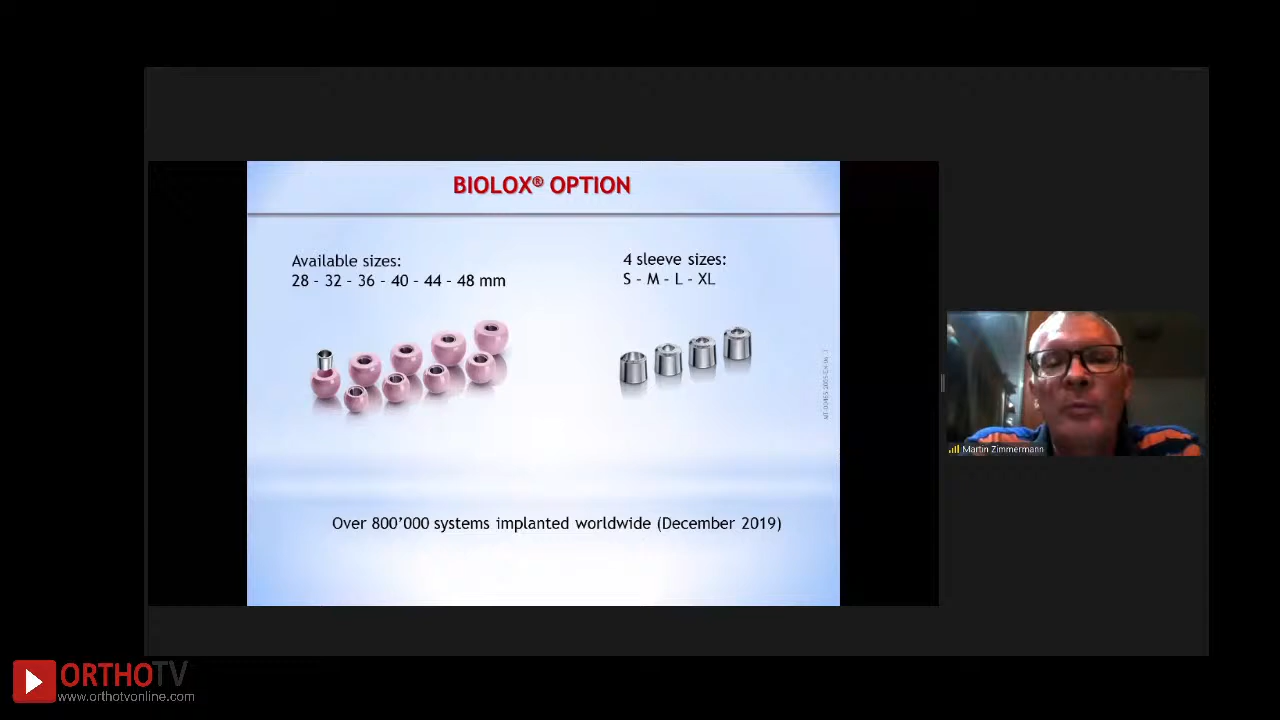 BIOLOX® OPTION
Available sizes:
28 - 32 - 36 - 40 - 44 - 48 mm
4 sleeve sizes:
S - M - L - XL
Over 800’000 systems implanted worldwide (December 2019)
Martin Zimmermann
ORTHOTV
www.orthotvonline.com